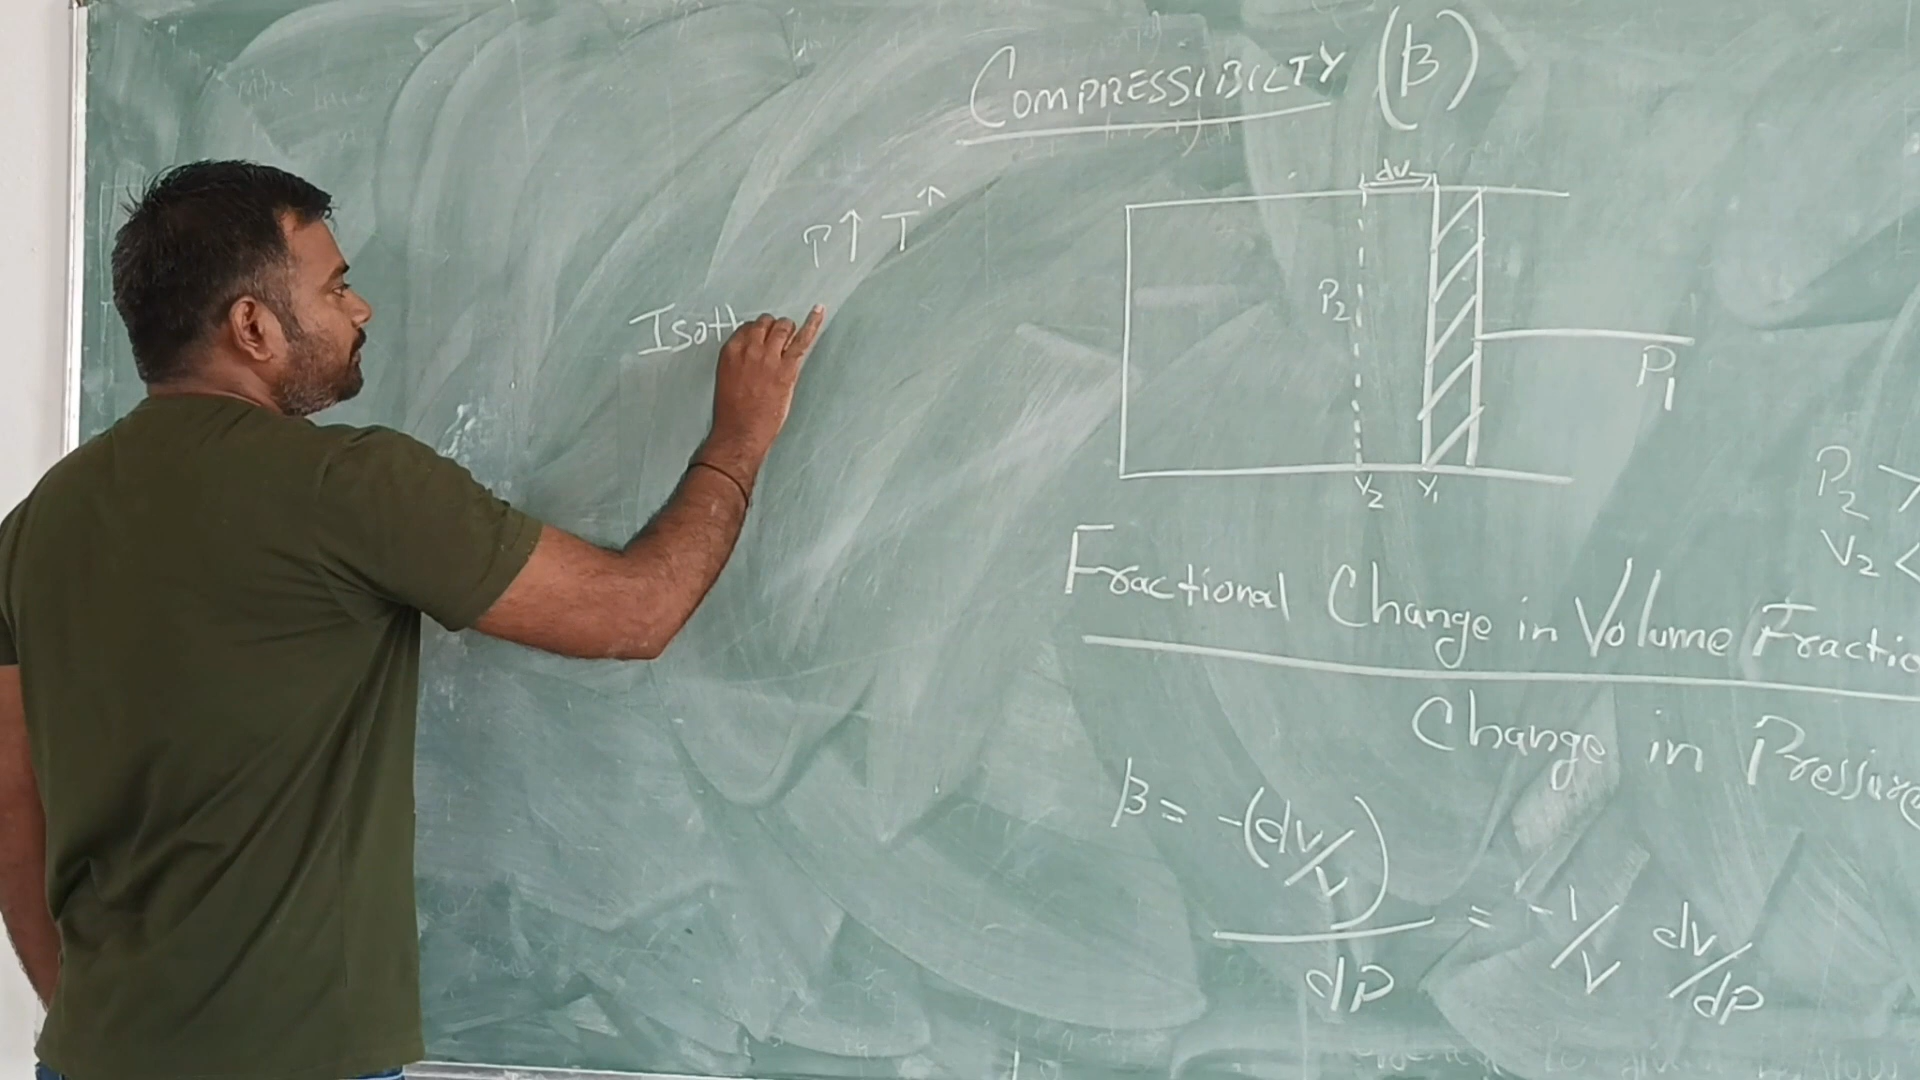 COMPRESSIBILTY (β)
dv
P↑ T↑
P2
Isoth
P1
V2 V1
P2 >
V2 <
Fractional Change in Volume Fractio
Change in Pressure
β = -(dv/v)/dP = -1/v dv/dP